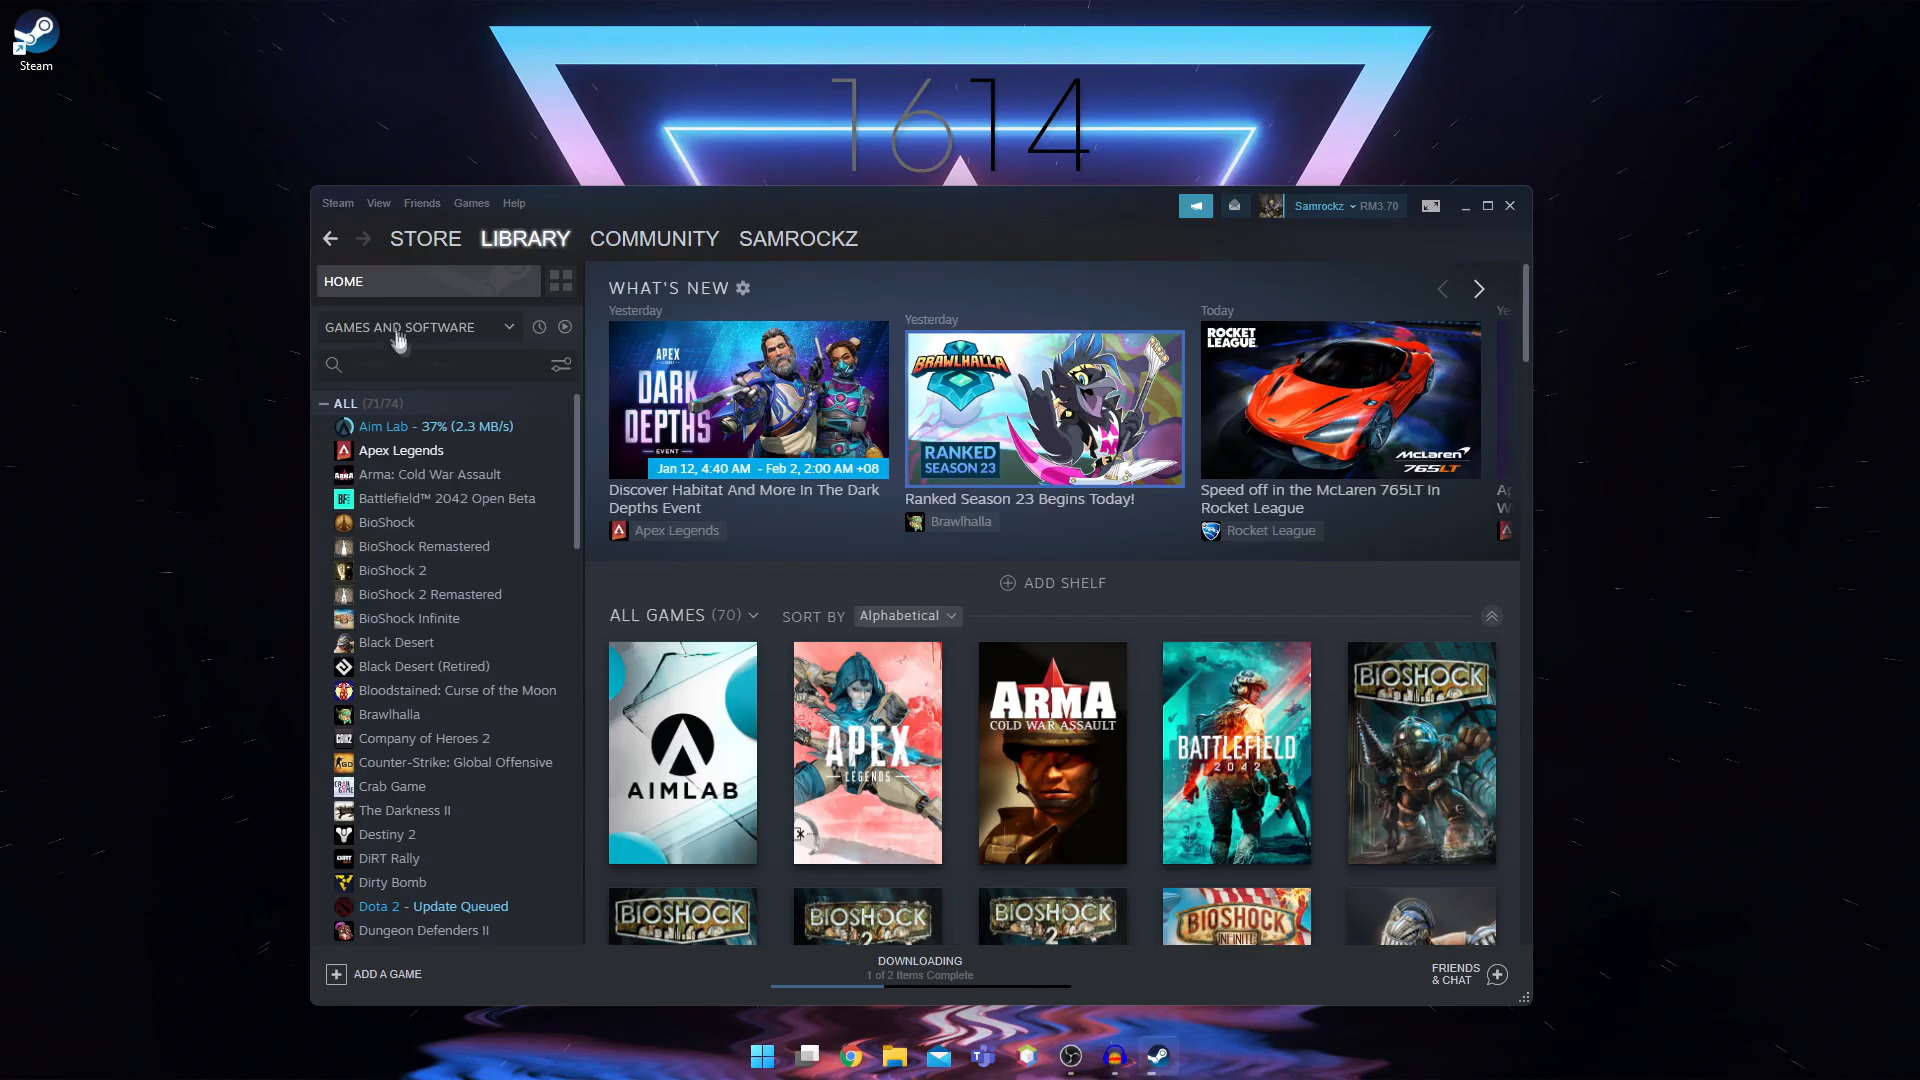 Steam
16 14
Steam View Friends Games Help
Samrockz RM3.70
STORE LIBRARY COMMUNITY SAMROCKZ
HOME
GAMES AND SOFTWARE
ALL (71/74)
Aim Lab - 37% (2.3 MB/s)
Apex Legends
Arma: Cold War Assault
Battlefield™ 2042 Open Beta
BioShock
BioShock Remastered
BioShock 2
BioShock 2 Remastered
BioShock Infinite
Black Desert
Black Desert (Retired)
Bloodstained: Curse of the Moon
Brawlhalla
Company of Heroes 2
Counter-Strike: Global Offensive
Crab Game
The Darkness II
Destiny 2
DiRT Rally
Dirty Bomb
Dota 2 - Update Queued
Dungeon Defenders II
WHAT'S NEW
Yesterday
APEX
DARK
DEPTHS
EVENT
Jan 12, 4:40 AM - Feb 2, 2:00 AM +08
Discover Habitat And More In The Dark
Depths Event
Apex Legends
Yesterday
BRAWLHALLA
RANKED
SEASON 23
Ranked Season 23 Begins Today!
Brawlhalla
Today
ROCKET
LEAGUE
McLaren
765LT
Speed off in the McLaren 765LT In
Rocket League
Rocket League
Ye
Ap
W
ADD SHELF
ALL GAMES (70) SORT BY Alphabetical
AIMLAB
APEX
LEGENDS
ARMA
COLD WAR ASSAULT
BATTLEFIELD
2042
BIOSHOCK
BIOSHOCK
BIOSHOCK
2
BIOSHOCK
2
BIOSHOCK
INFINITE
ADD A GAME
DOWNLOADING
1 of 2 Items Complete
FRIENDS
& CHAT